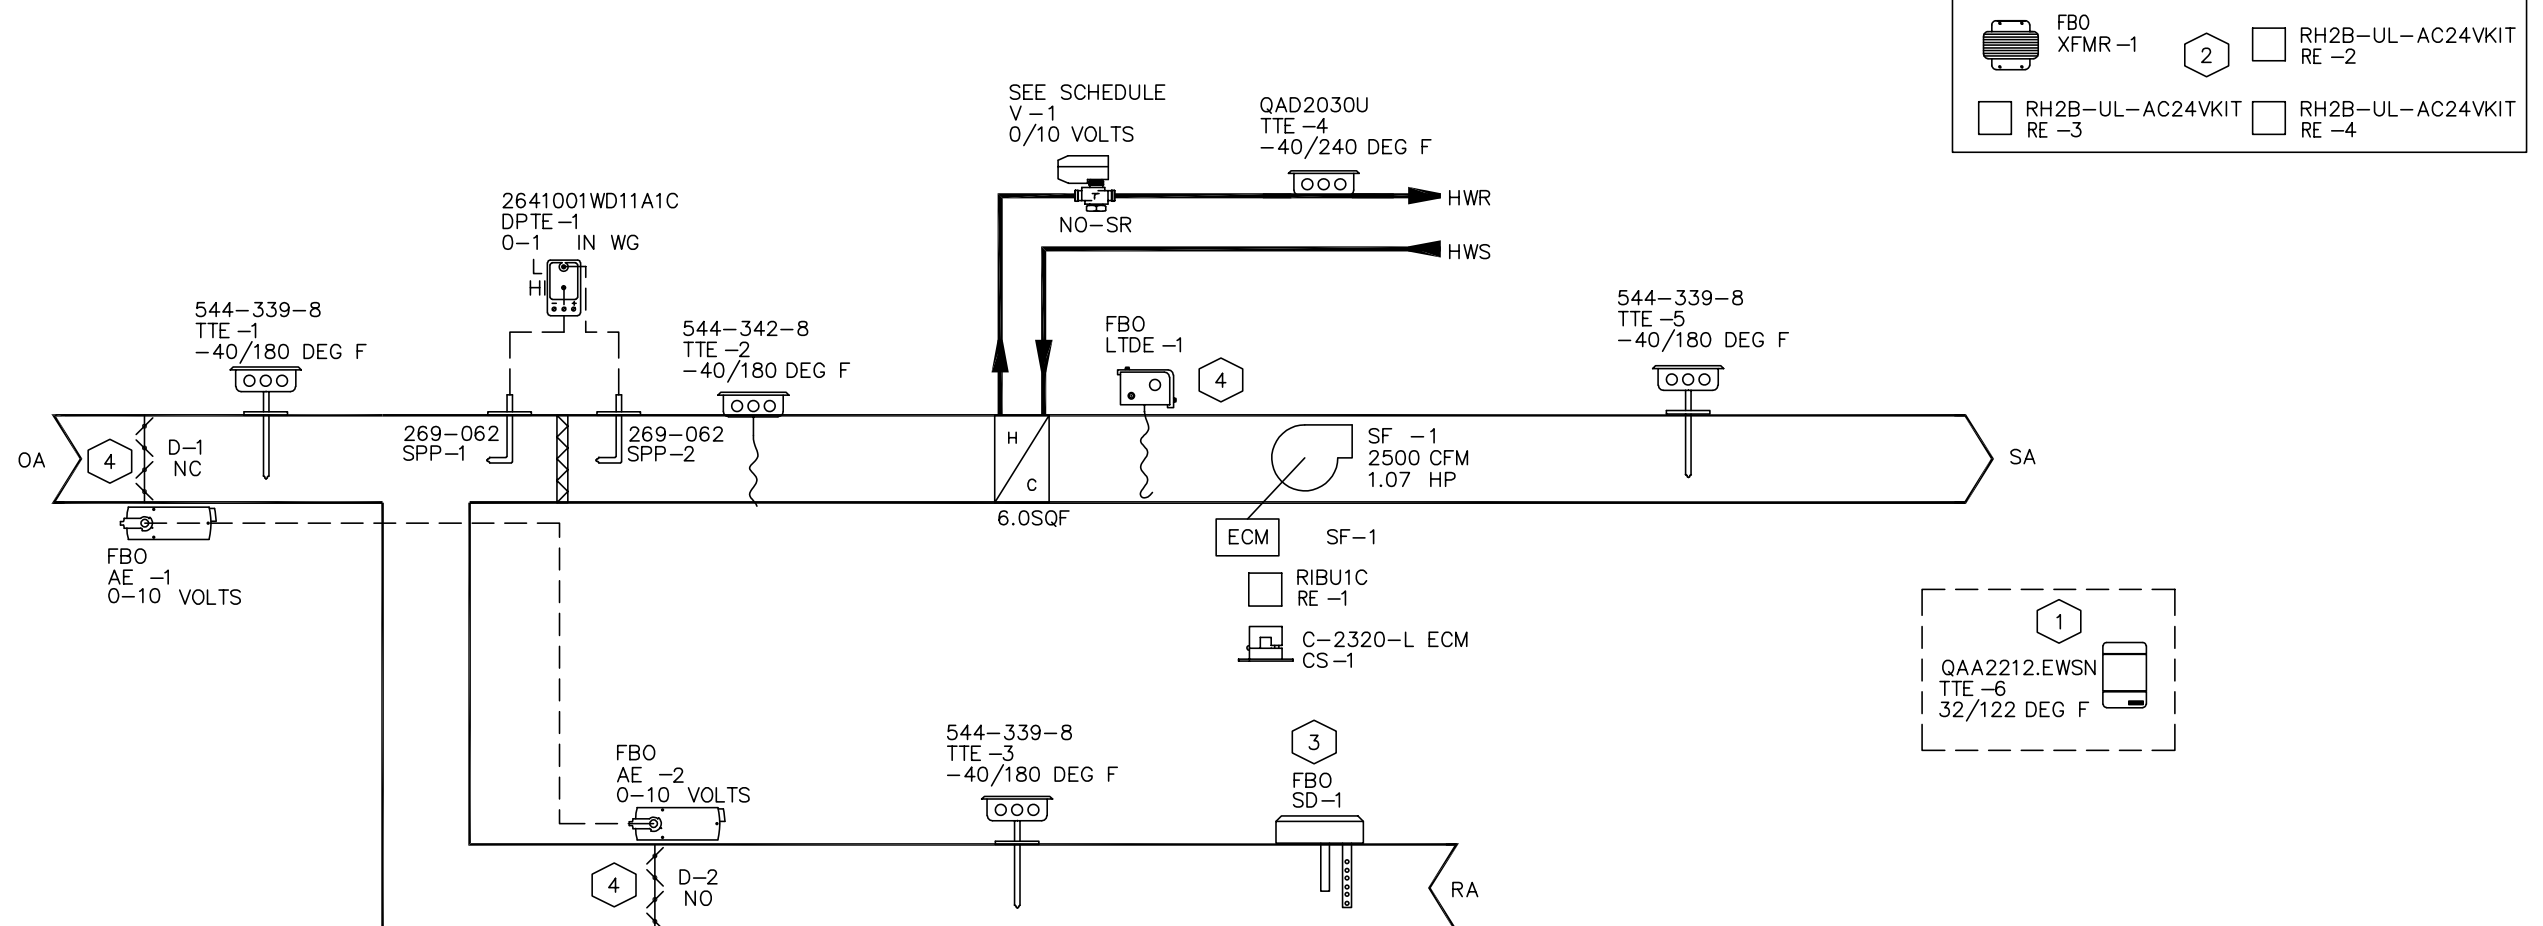 FBO
XFMR -1
2
RH2B-UL-AC24VKIT
RE -2
RH2B-UL-AC24VKIT
RE -3
RH2B-UL-AC24VKIT
RE -4
SEE SCHEDULE
V -1
0/10 VOLTS
NO-SR
QAD2030U
TTE -4
-40/240 DEG F
HWR
HWS
2641001WD11A1C
DPTE -1
0-1 IN WG
L
HI
544-339-8
TTE -1
-40/180 DEG F
544-342-8
TTE -2
-40/180 DEG F
FBO
LTDE -1
4
544-339-8
TTE -5
-40/180 DEG F
OA
4
D-1
NC
269-062
SPP-1
269-062
SPP-2
H
C
6.0SQF
SF -1
2500 CFM
1.07 HP
SA
ECM
SF-1
FBO
AE -1
0-10 VOLTS
RIBU1C
RE -1
C-2320-L ECM
CS-1
1
QAA2212.EWSN
TTE -6
32/122 DEG F
FBO
AE -2
0-10 VOLTS
544-339-8
TTE -3
-40/180 DEG F
3
FBO
SD-1
4
D-2
NO
RA